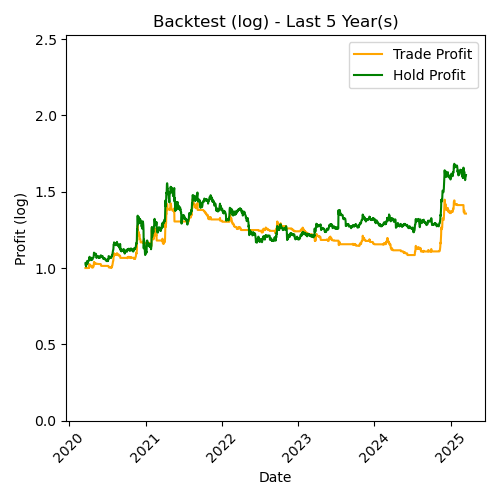 Backtest (log) - Last 5 Year(s)
Trade Profit
Hold Profit
Profit (log)
2.5
2.0
1.5
1.0
0.5
0.0
2020
2021
2022
2023
2024
2025
Date